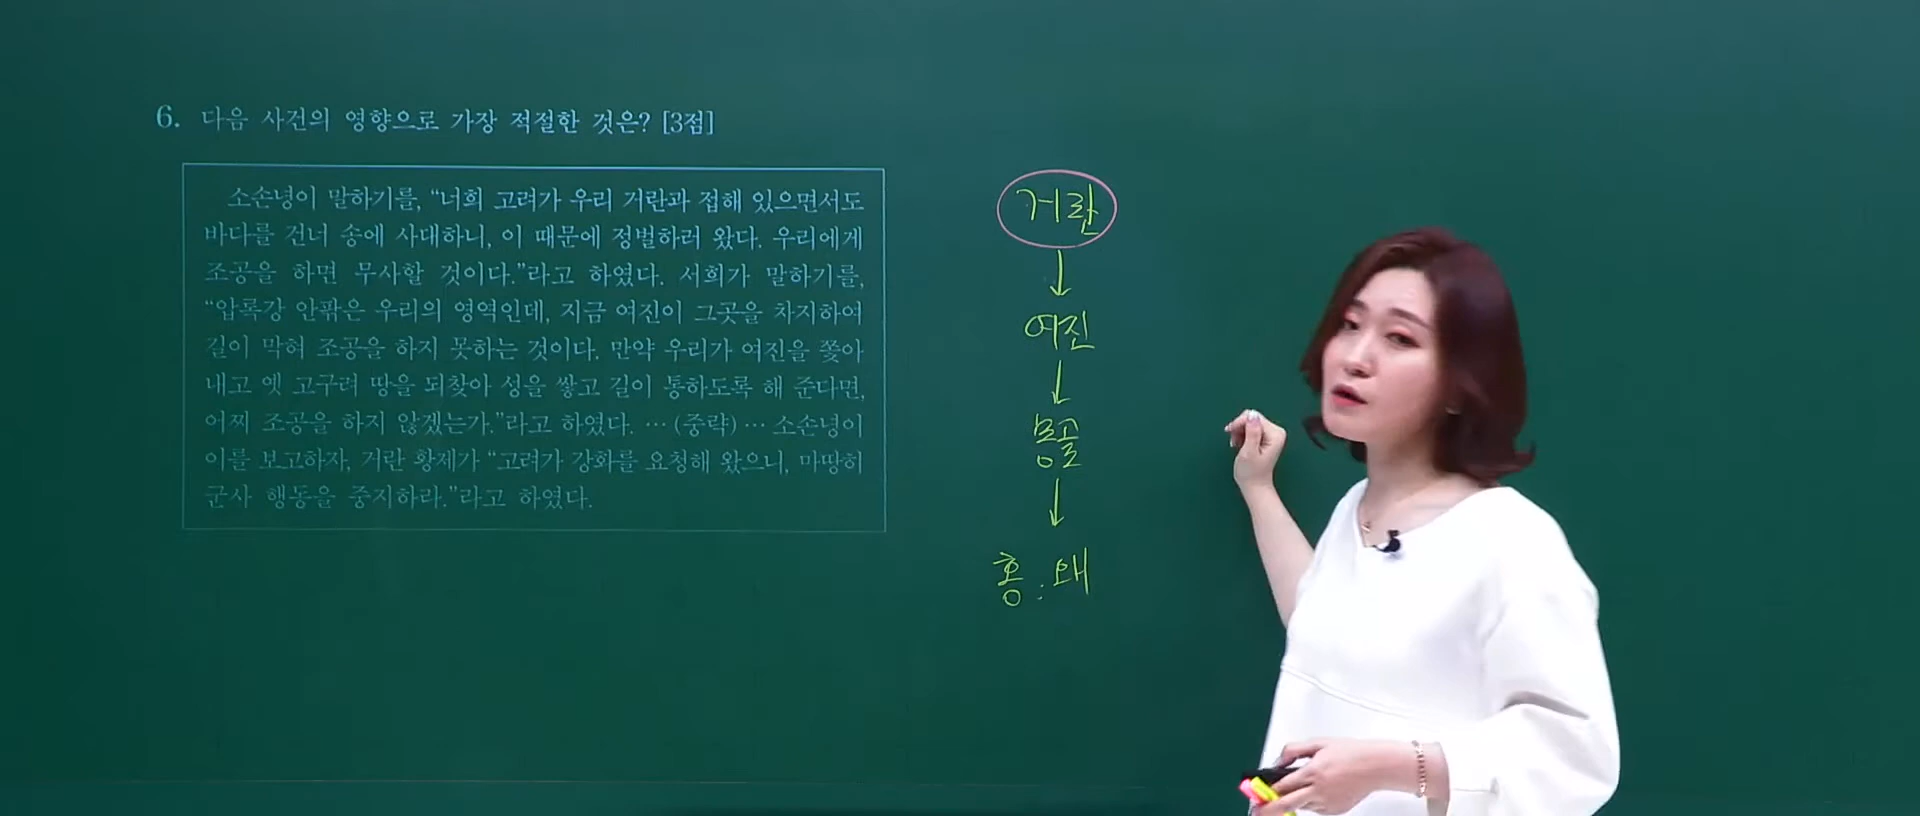 6. 다음 사건의 영향으로 가장 적절한 것은? [3점]
소손녕이 말하기를, “너희 고려가 우리 거란과 접해 있으면서도
바다를 건너 송에 사대하니, 이 때문에 정벌하러 왔다. 우리에게
조공을 하면 무사할 것이다.”라고 하였다. 서희가 말하기를,
“압록강 안팎은 우리의 영역인데, 지금 여진이 그곳을 차지하여
길이 막혀 조공을 하지 못하는 것이다. 만약 우리가 여진을 쫓아
내고 옛 고구려 땅을 되찾아 성을 쌓고 길이 통하도록 해 준다면,
어찌 조공을 하지 않겠는가.”라고 하였다. … (중략) … 소손녕이
이를 보고하자, 거란 황제가 “고려가 강화를 요청해 왔으니, 마땅히
군사 행동을 중지하라.”라고 하였다.
거란
↓
여진
↓
몽골
↓
홍 : 왜